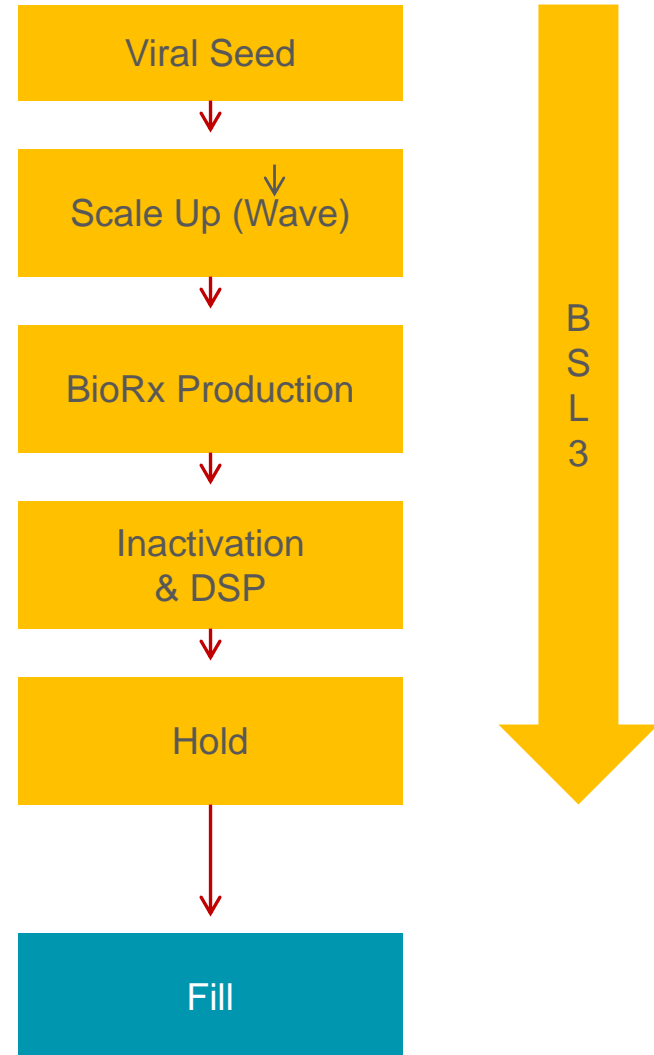 Viral Seed
Scale Up (Wave)
BioRx Production
Inactivation
& DSP
Hold
Fill
B
S
L
3